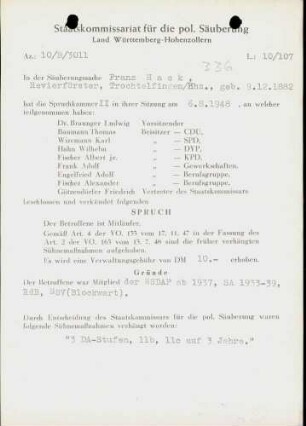 Staatskommissariat für die pol. Säuberung
Land Württemberg-Hohenzollern
Az.: 10/H/5011
L: 10/107
336
In der Säuberungssache Franz Hack,
Revierförster, Trochtelfingen/Hhz., geb. 9.12.1882
hat die Spruchkammer II in ihrer Sitzung am 6.8.1948, an welcher
teilgenommen haben:
Dr. Ludwig Vorsitzender
Baumann Thomas Beisitzer — CDU,
Wizemann Karl „ — SPD,
Hahn Wilhelm „ — DVP,
Fischer Albert jr. „ — KPD,
Frank Adolf „ — Gewerkschaften,
Engelfried Adolf „ — Berufsgruppe,
Fischer Alexander „ — Berufsgruppe,
Gätzendörfer Friedrich Vertreter des Staatskommissars
beschlossen und verkündet folgenden
SPRUCH
Der Betroffene ist Mitläufer.
Gemäß Art. 4 der VO. 133 vom 17. 11. 47 in der Fassung des
Art. 2 der VO. 165 vom 13. 7. 48 sind die früher verhängten
Sühnemaßnahmen aufgehoben.
Es wird eine Verwaltungsgebühr von DM 10.- erhoben.
Gründe
Der Betroffene war Mitglied der NSDAP ab 1937, SA 1933-39,
RDB, NSV(Blockwart).
Durch Entscheidung des Staatskommissars für die pol. Säuberung waren
folgende Sühnemaßnahmen verhängt worden:
"3 DA-Stufen, 11b, 11c auf 3 Jahre."